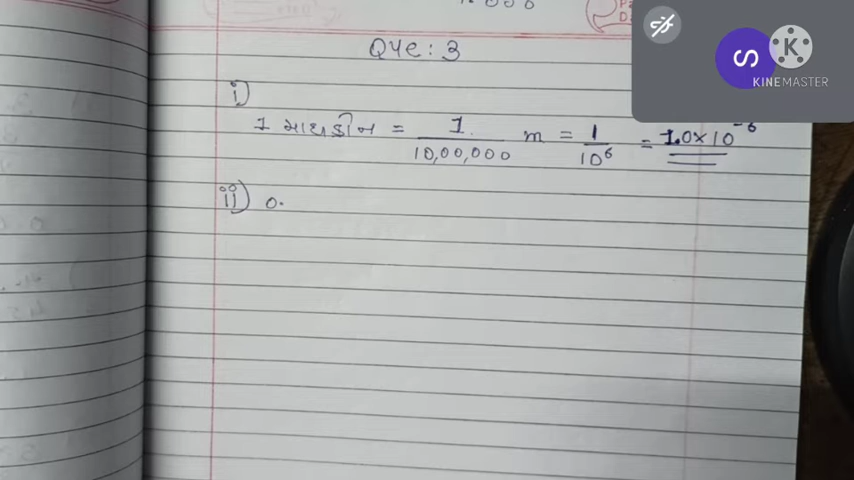 Que : 3
i)
1 માઇક્રોન = 1 / 10,00,000 m = 1 / 10⁶ = 1.0 × 10⁻⁶
ii) 0.
S K
KINEMASTER